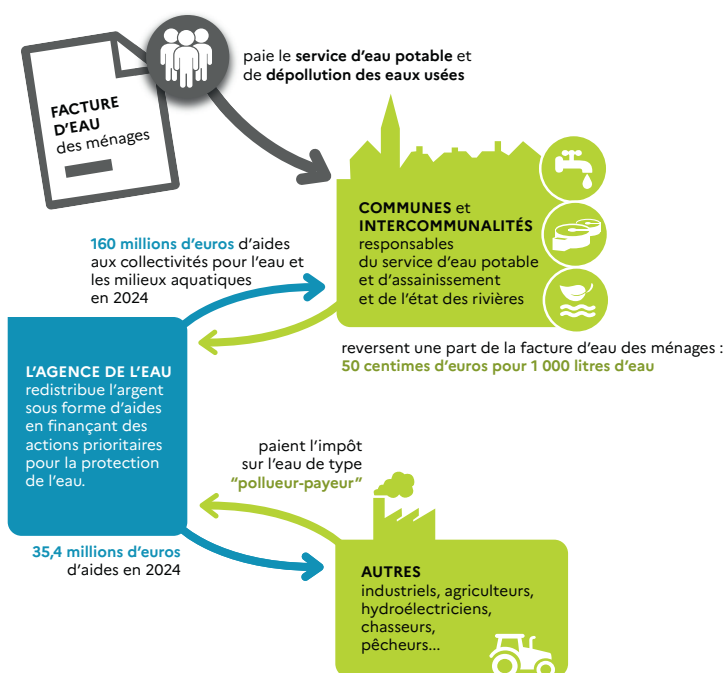 FACTURE
D'EAU
des ménages
paie le service d'eau potable et
de dépollution des eaux usées
COMMUNES et
INTERCOMMUNALITÉS
responsables
du service d'eau potable
et d'assainissement
et de l'état des rivières
160 millions d'euros d'aides
aux collectivités pour l'eau et
les milieux aquatiques
en 2024
reversent une part de la facture d'eau des ménages :
50 centimes d'euros pour 1 000 litres d'eau
L'AGENCE DE L'EAU
redistribue l'argent
sous forme d'aides
en finançant des
actions prioritaires
pour la protection
de l'eau.
paient l'impôt
sur l'eau de type
"pollueur-payeur"
35,4 millions d'euros
d'aides en 2024
AUTRES
industriels, agriculteurs,
hydroélectriciens,
chasseurs,
pêcheurs...